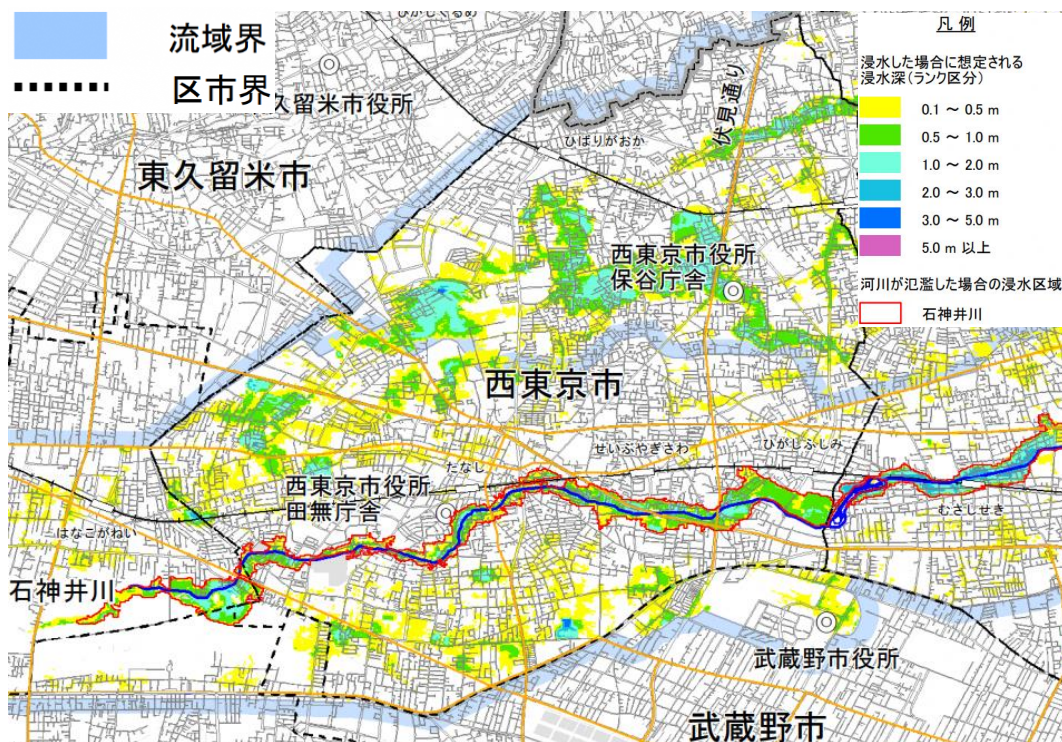 流域界
区市界
ひがしくるめ
久留米市役所
東久留米市
ひばりがおか
伏見通り
凡 例
浸水した場合に想定される
浸水深(ランク区分)
0.1 ～ 0.5 m
0.5 ～ 1.0 m
1.0 ～ 2.0 m
2.0 ～ 3.0 m
3.0 ～ 5.0 m
5.0 m 以上
河川が氾濫した場合の浸水区域
石神井川
西東京市役所
保谷庁舎
西東京市
せいぶやぎさわ
ひがしふしみ
たなし
西東京市役所
田無庁舎
むさしせき
はなこがねい
石神井川
武蔵野市役所
武蔵野市